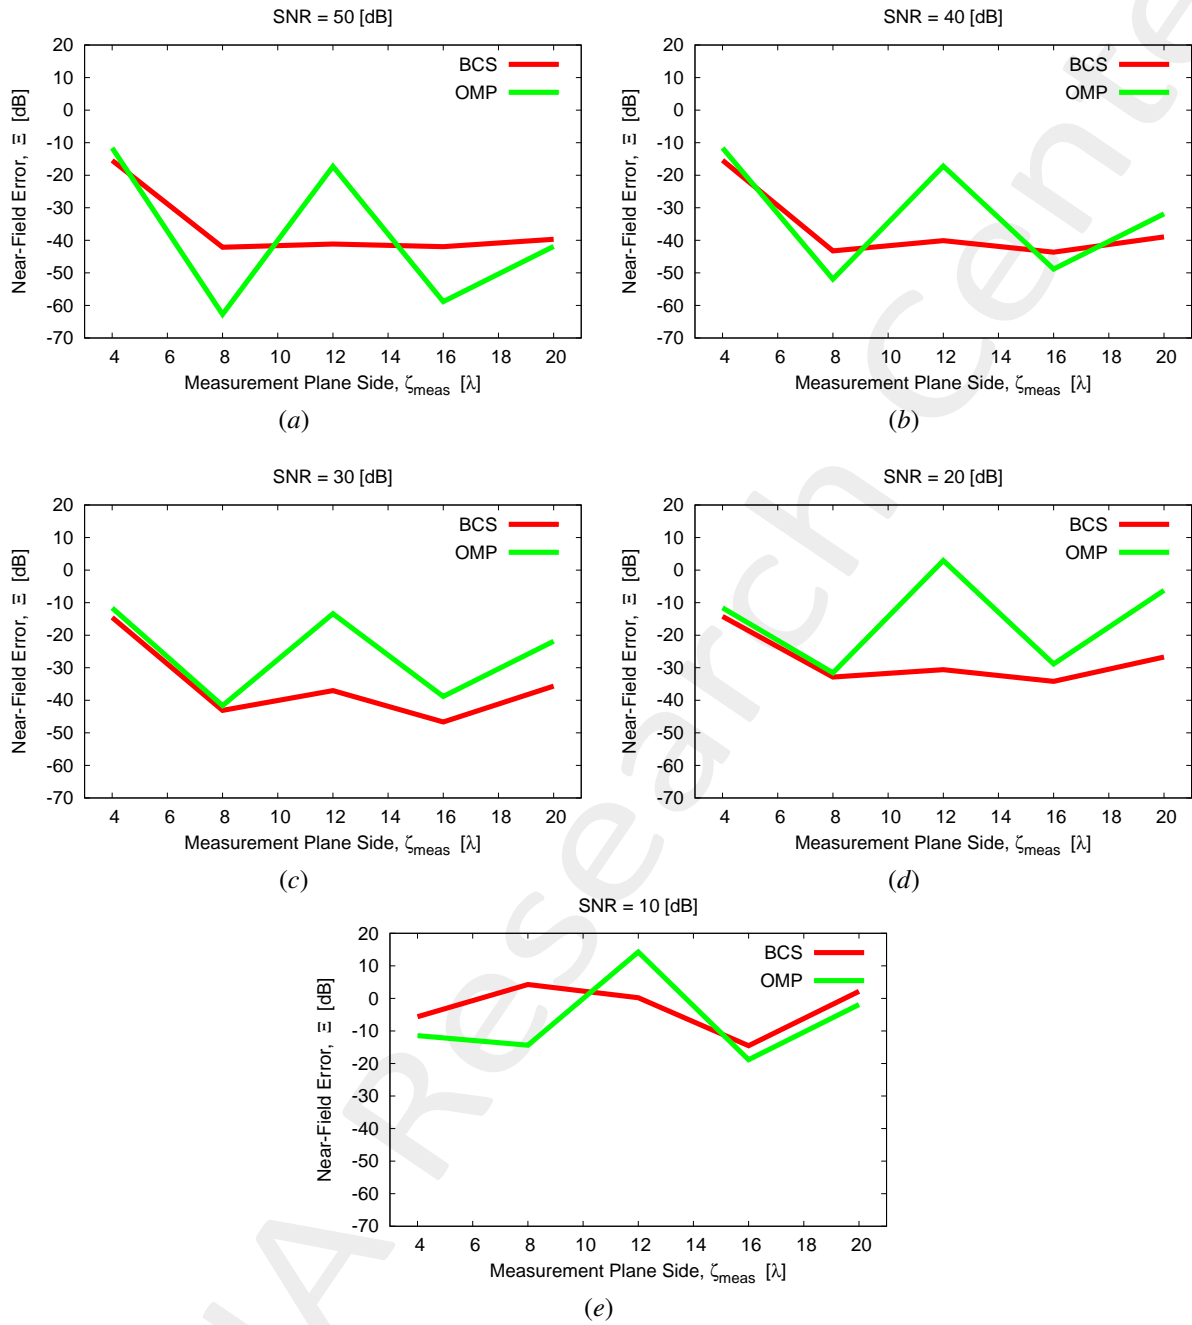 SNR = 50 [dB]
20
10
0
-10
-20
-30
-40
-50
-60
-70
4 6 8 10 12 14 16 18 20
Near-Field Error, Ξ [dB]
Measurement Plane Side, ζmeas [λ]
BCS
OMP
(a)
SNR = 40 [dB]
20
10
0
-10
-20
-30
-40
-50
-60
-70
4 6 8 10 12 14 16 18 20
Near-Field Error, Ξ [dB]
Measurement Plane Side, ζmeas [λ]
BCS
OMP
(b)
SNR = 30 [dB]
20
10
0
-10
-20
-30
-40
-50
-60
-70
4 6 8 10 12 14 16 18 20
Near-Field Error, Ξ [dB]
Measurement Plane Side, ζmeas [λ]
BCS
OMP
(c)
SNR = 20 [dB]
20
10
0
-10
-20
-30
-40
-50
-60
-70
4 6 8 10 12 14 16 18 20
Near-Field Error, Ξ [dB]
Measurement Plane Side, ζmeas [λ]
BCS
OMP
(d)
SNR = 10 [dB]
20
10
0
-10
-20
-30
-40
-50
-60
-70
4 6 8 10 12 14 16 18 20
Near-Field Error, Ξ [dB]
Measurement Plane Side, ζmeas [λ]
BCS
OMP
(e)
Research